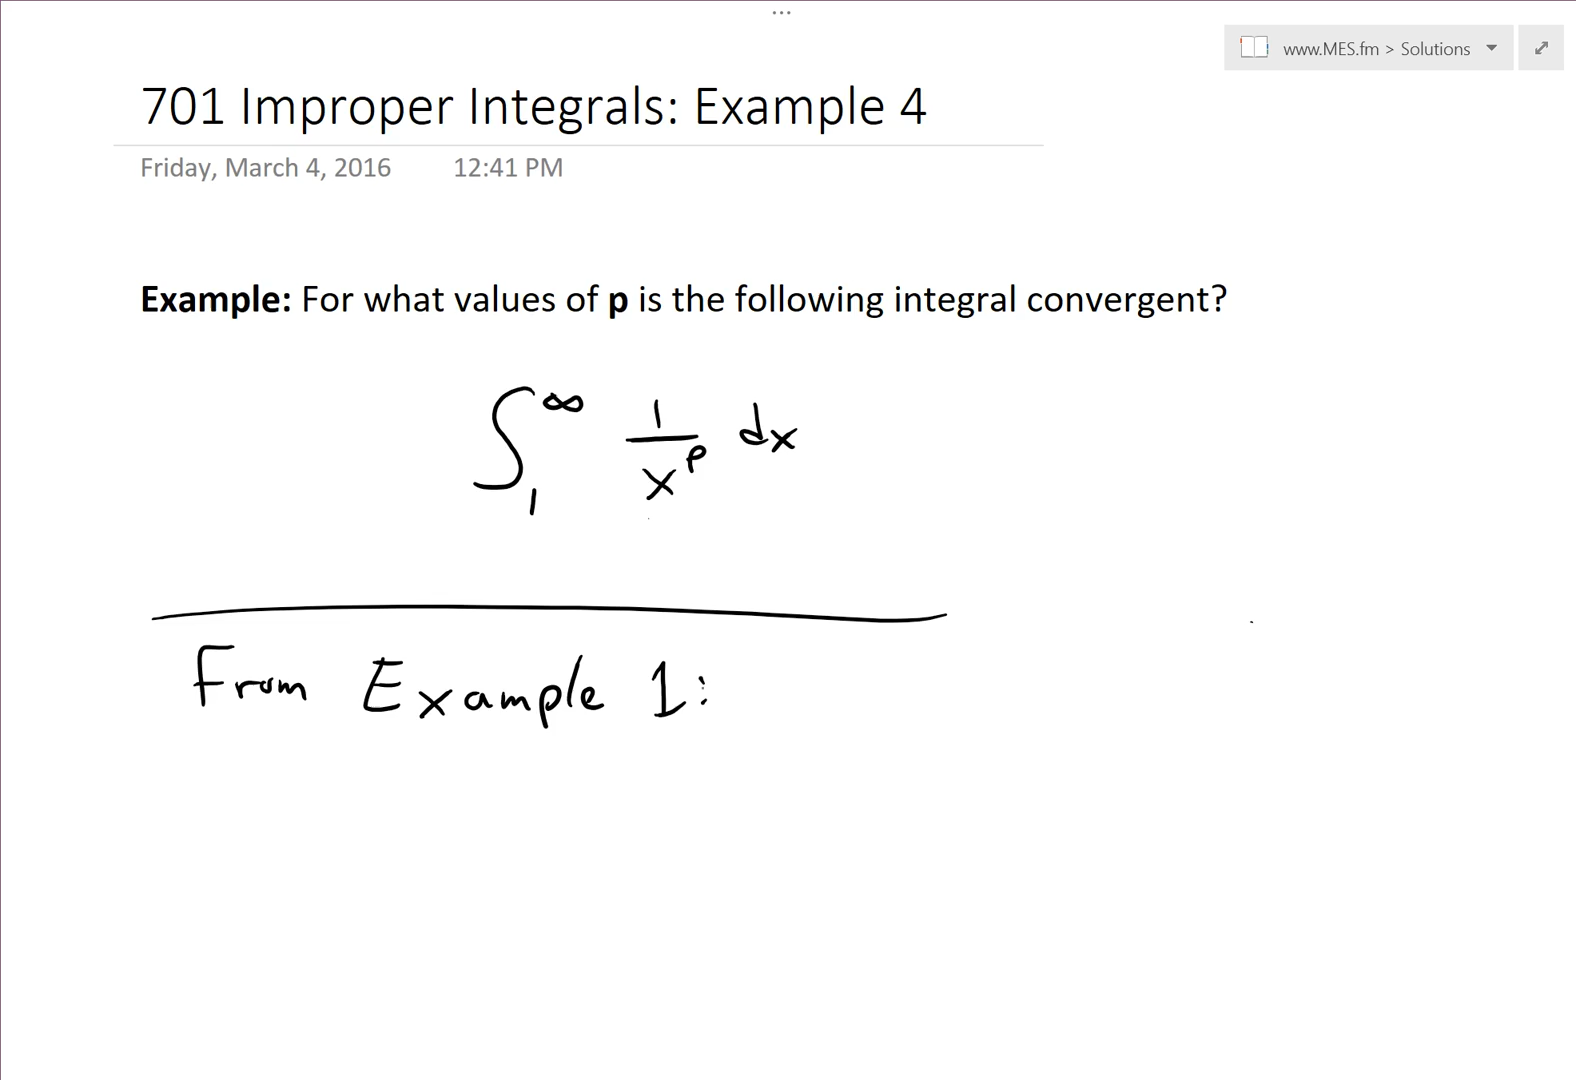 www.MES.fm > Solutions
701 Improper Integrals: Example 4
Friday, March 4, 2016 12:41 PM
Example: For what values of p is the following integral convergent?
∫₁^∞ 1/x^p dx
From Example 1: